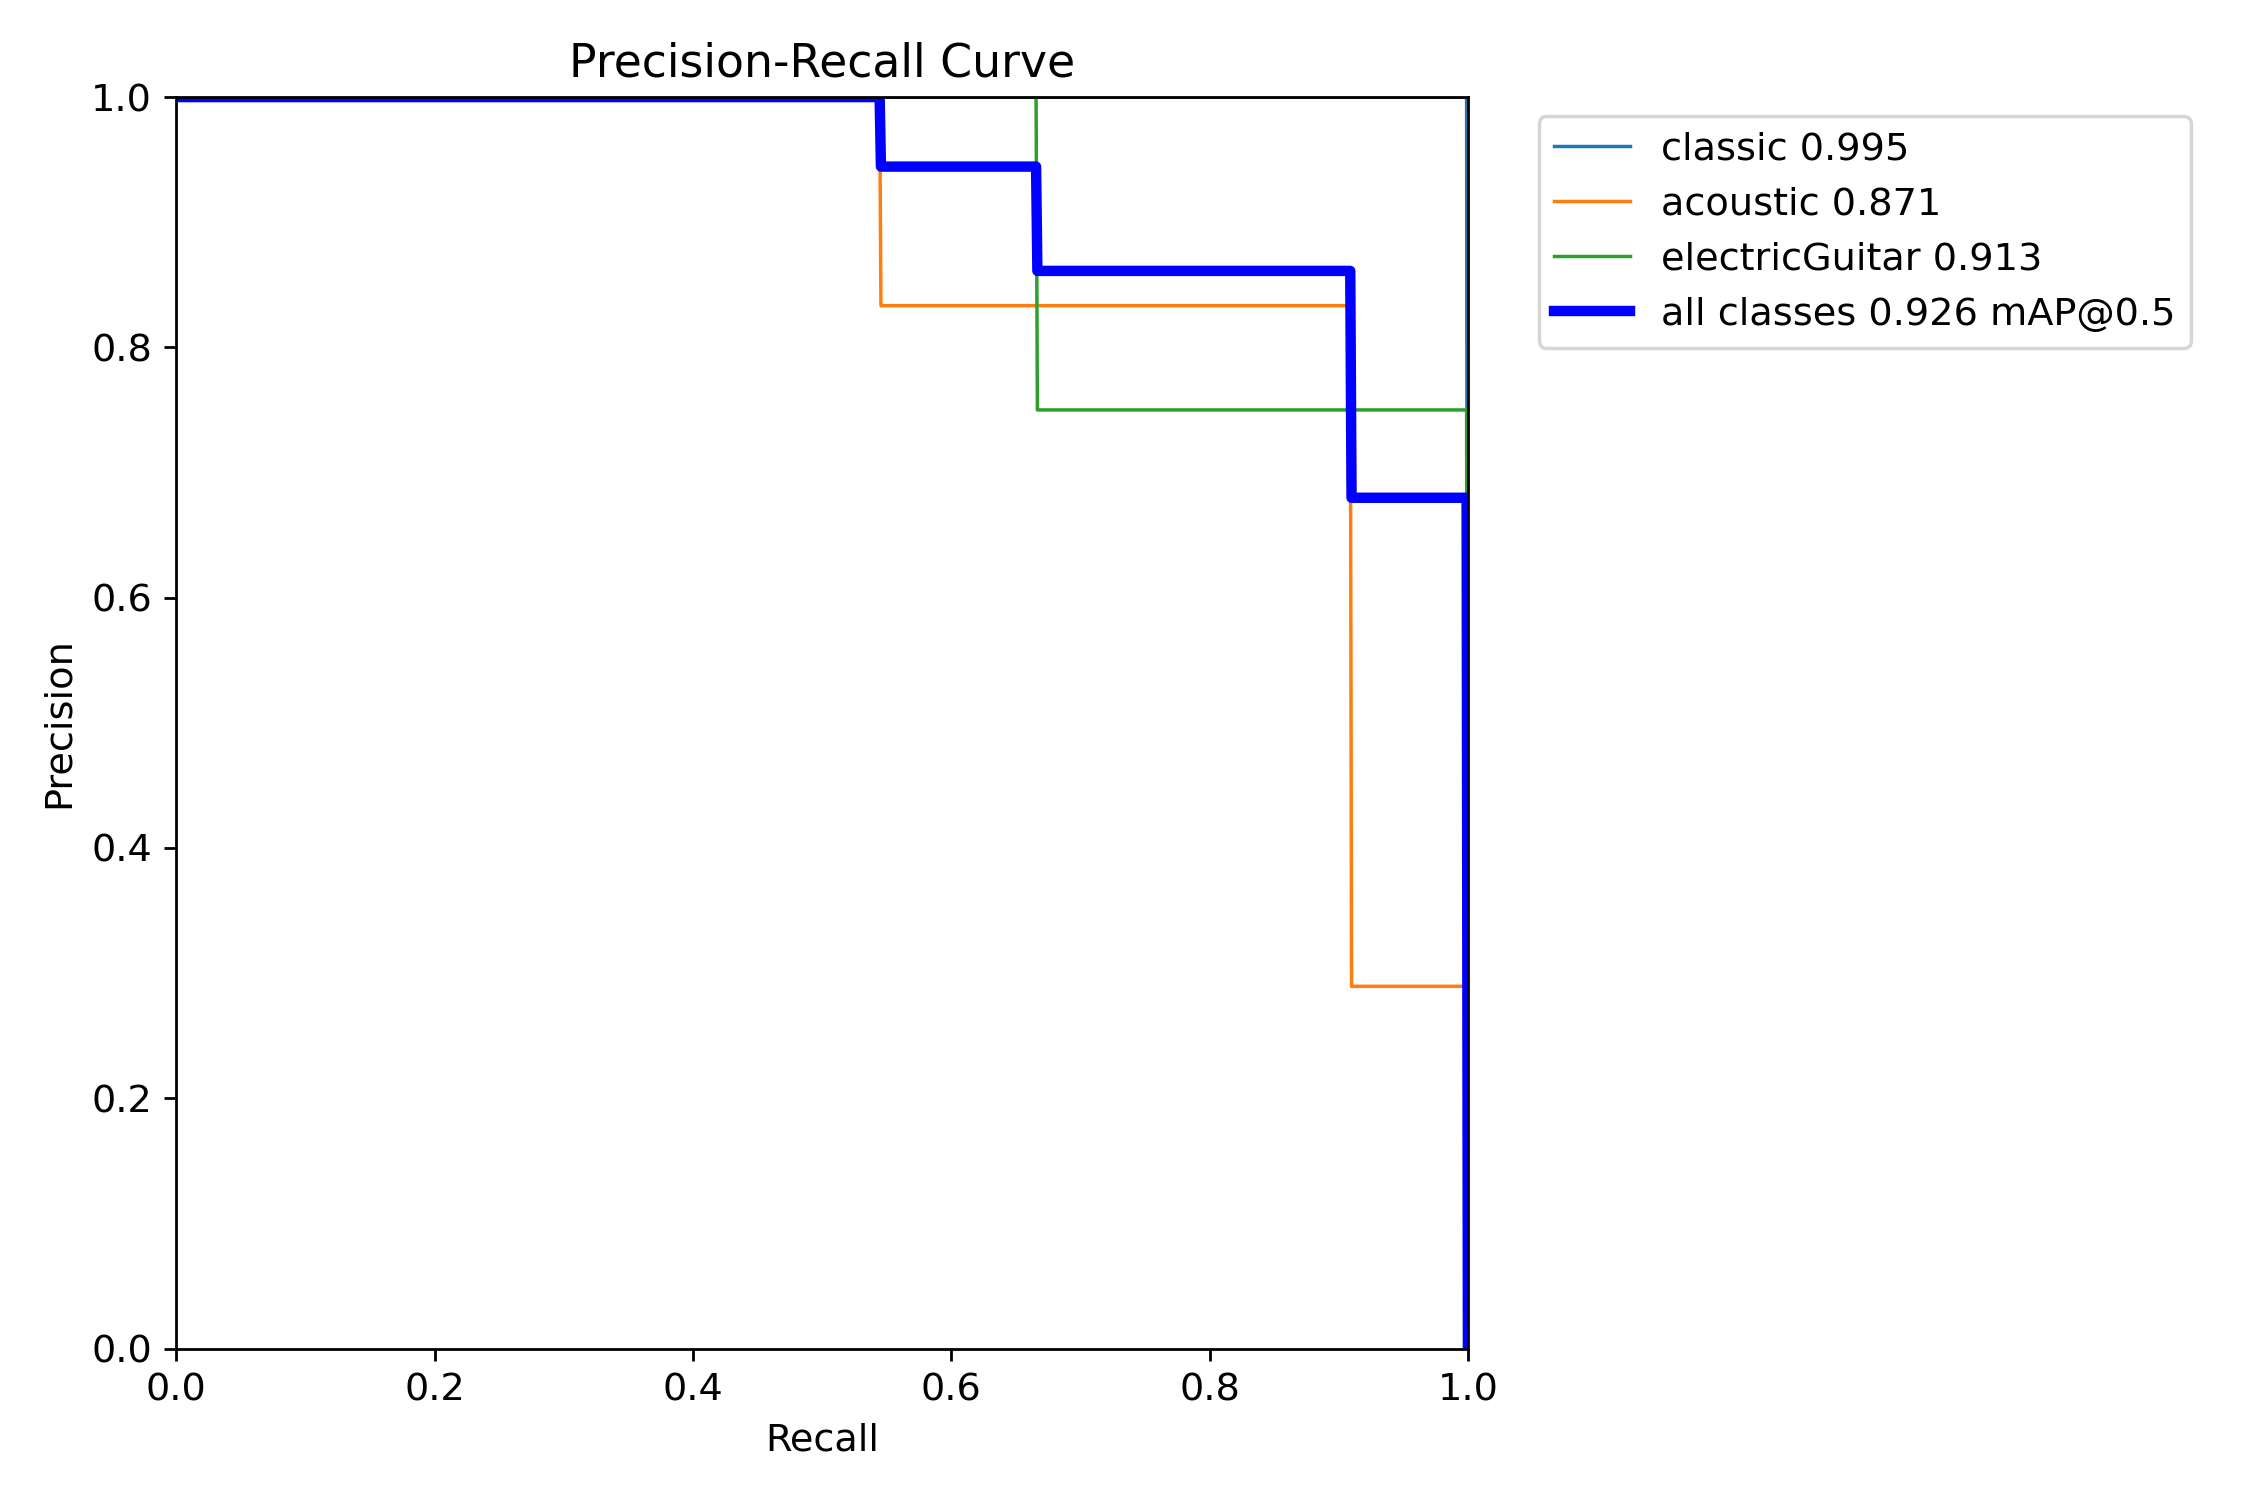 Precision-Recall Curve
1.0
0.8
0.6
0.4
0.2
0.0
Precision
0.0 0.2 0.4 0.6 0.8 1.0
Recall
classic 0.995
acoustic 0.871
electricGuitar 0.913
all classes 0.926 mAP@0.5